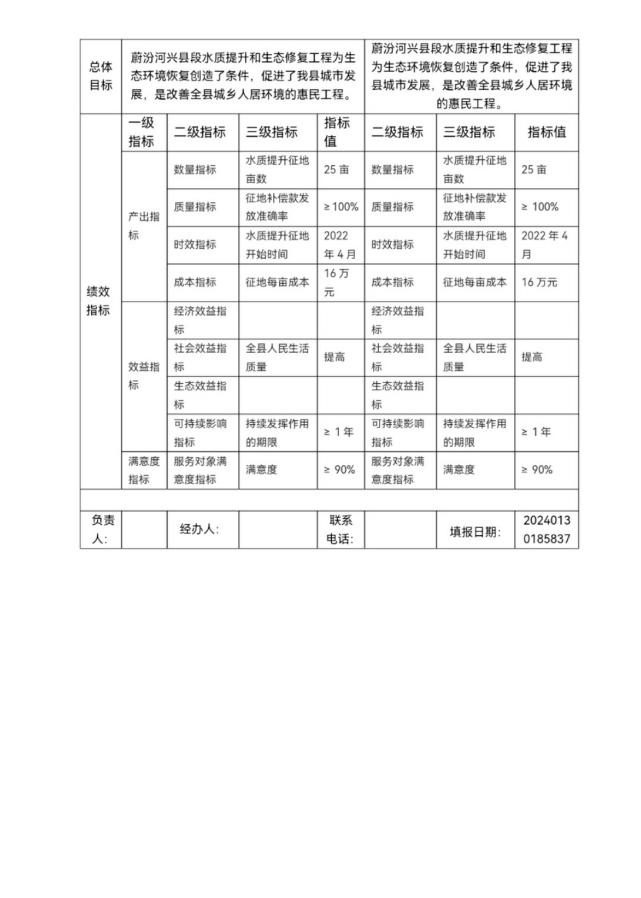 总体
目标
蔚汾河兴县段水质提升和生态修复工程为生
态环境恢复创造了条件，促进了我县城市发
展，是改善全县城乡人居环境的惠民工程。
蔚汾河兴县段水质提升和生态修复工程
为生态环境恢复创造了条件，促进了我
县城市发展，是改善全县城乡人居环境
的惠民工程。
绩效
指标
一级
指标
二级指标
三级指标
指标
值
二级指标
三级指标
指标值
产出指
标
数量指标
水质提升征地
亩数
25 亩
数量指标
水质提升征地
亩数
25 亩
质量指标
征地补偿款发
放准确率
≥100%
质量指标
征地补偿款发
放准确率
≥ 100%
时效指标
水质提升征地
开始时间
2022
年 4 月
时效指标
水质提升征地
开始时间
2022 年 4
月
成本指标
征地每亩成本
16 万
元
成本指标
征地每亩成本
16 万元
效益指
标
经济效益指
标
经济效益指
标
社会效益指
标
全县人民生活
质量
提高
社会效益指
标
全县人民生活
质量
提高
生态效益指
标
生态效益指
标
可持续影响
指标
持续发挥作用
的期限
≥ 1 年
可持续影响
指标
持续发挥作用
的期限
≥ 1 年
满意度
指标
服务对象满
意度指标
满意度
≥ 90%
服务对象满
意度指标
满意度
≥ 90%
负责
人：
经办人：
联系
电话：
填报日期：
2024013
0185837